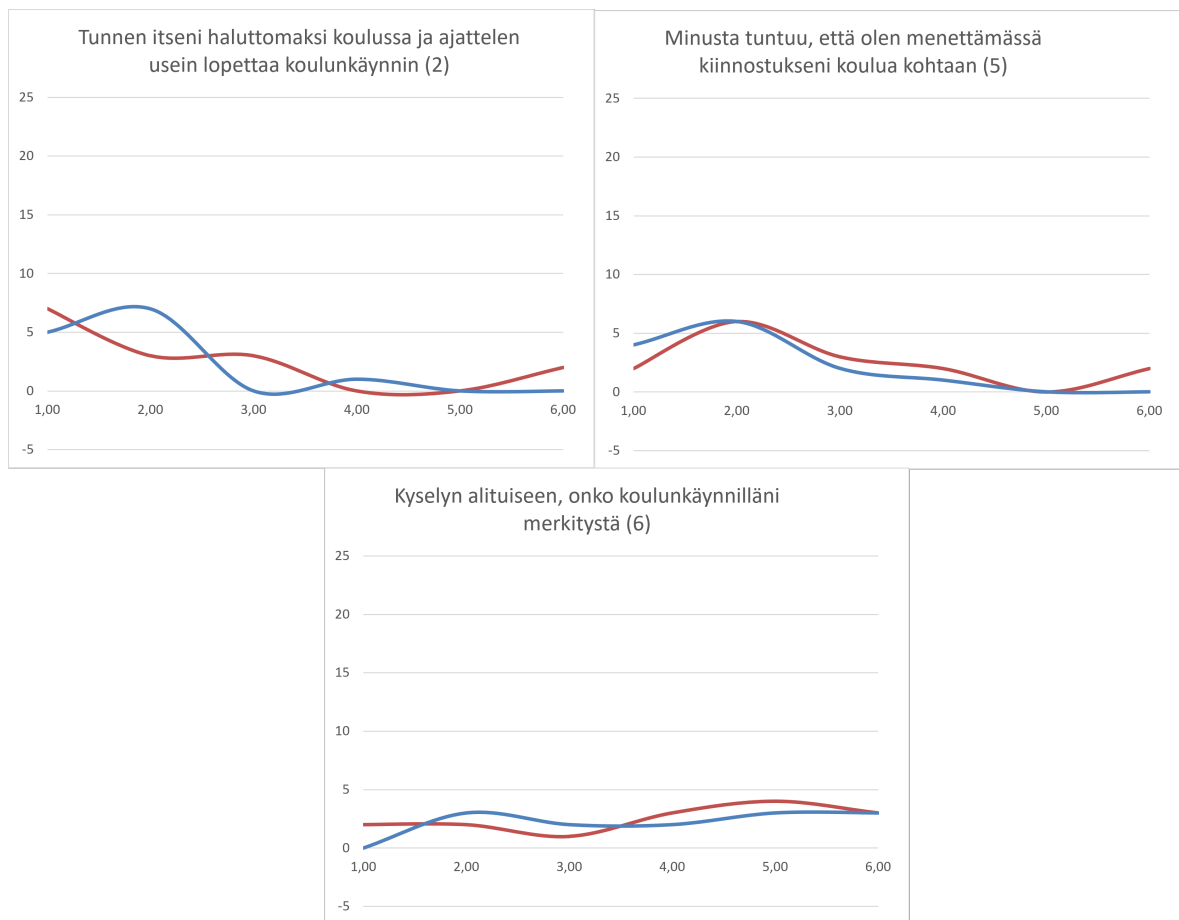 Tunnen itseni haluttomaksi koulussa ja ajattelen
usein lopettaa koulunkäynnin (2)
25
20
15
10
5
0
-5
1,00 2,00 3,00 4,00 5,00 6,00
Minusta tuntuu, että olen menettämässä
kiinnostukseni koulua kohtaan (5)
25
20
15
10
5
0
-5
1,00 2,00 3,00 4,00 5,00 6,00
Kyselyn alituiseen, onko koulunkäynnilläni
merkitystä (6)
25
20
15
10
5
0
-5
1,00 2,00 3,00 4,00 5,00 6,00